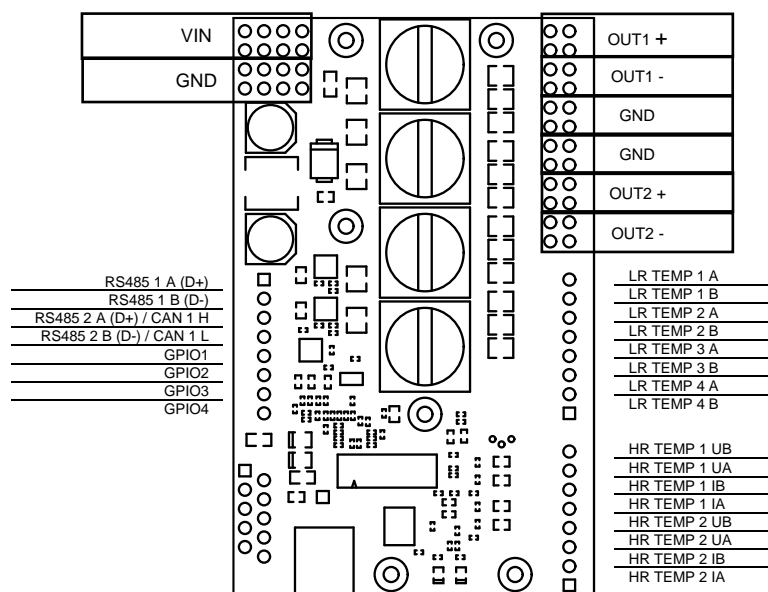 VIN
GND
OUT1 +
OUT1 -
GND
GND
OUT2 +
OUT2 -
RS485 1 A (D+)
RS485 1 B (D-)
RS485 2 A (D+) / CAN 1 H
RS485 2 B (D-) / CAN 1 L
GPIO1
GPIO2
GPIO3
GPIO4
LR TEMP 1 A
LR TEMP 1 B
LR TEMP 2 A
LR TEMP 2 B
LR TEMP 3 A
LR TEMP 3 B
LR TEMP 4 A
LR TEMP 4 B
HR TEMP 1 UB
HR TEMP 1 UA
HR TEMP 1 IB
HR TEMP 1 IA
HR TEMP 2 UB
HR TEMP 2 UA
HR TEMP 2 IB
HR TEMP 2 IA